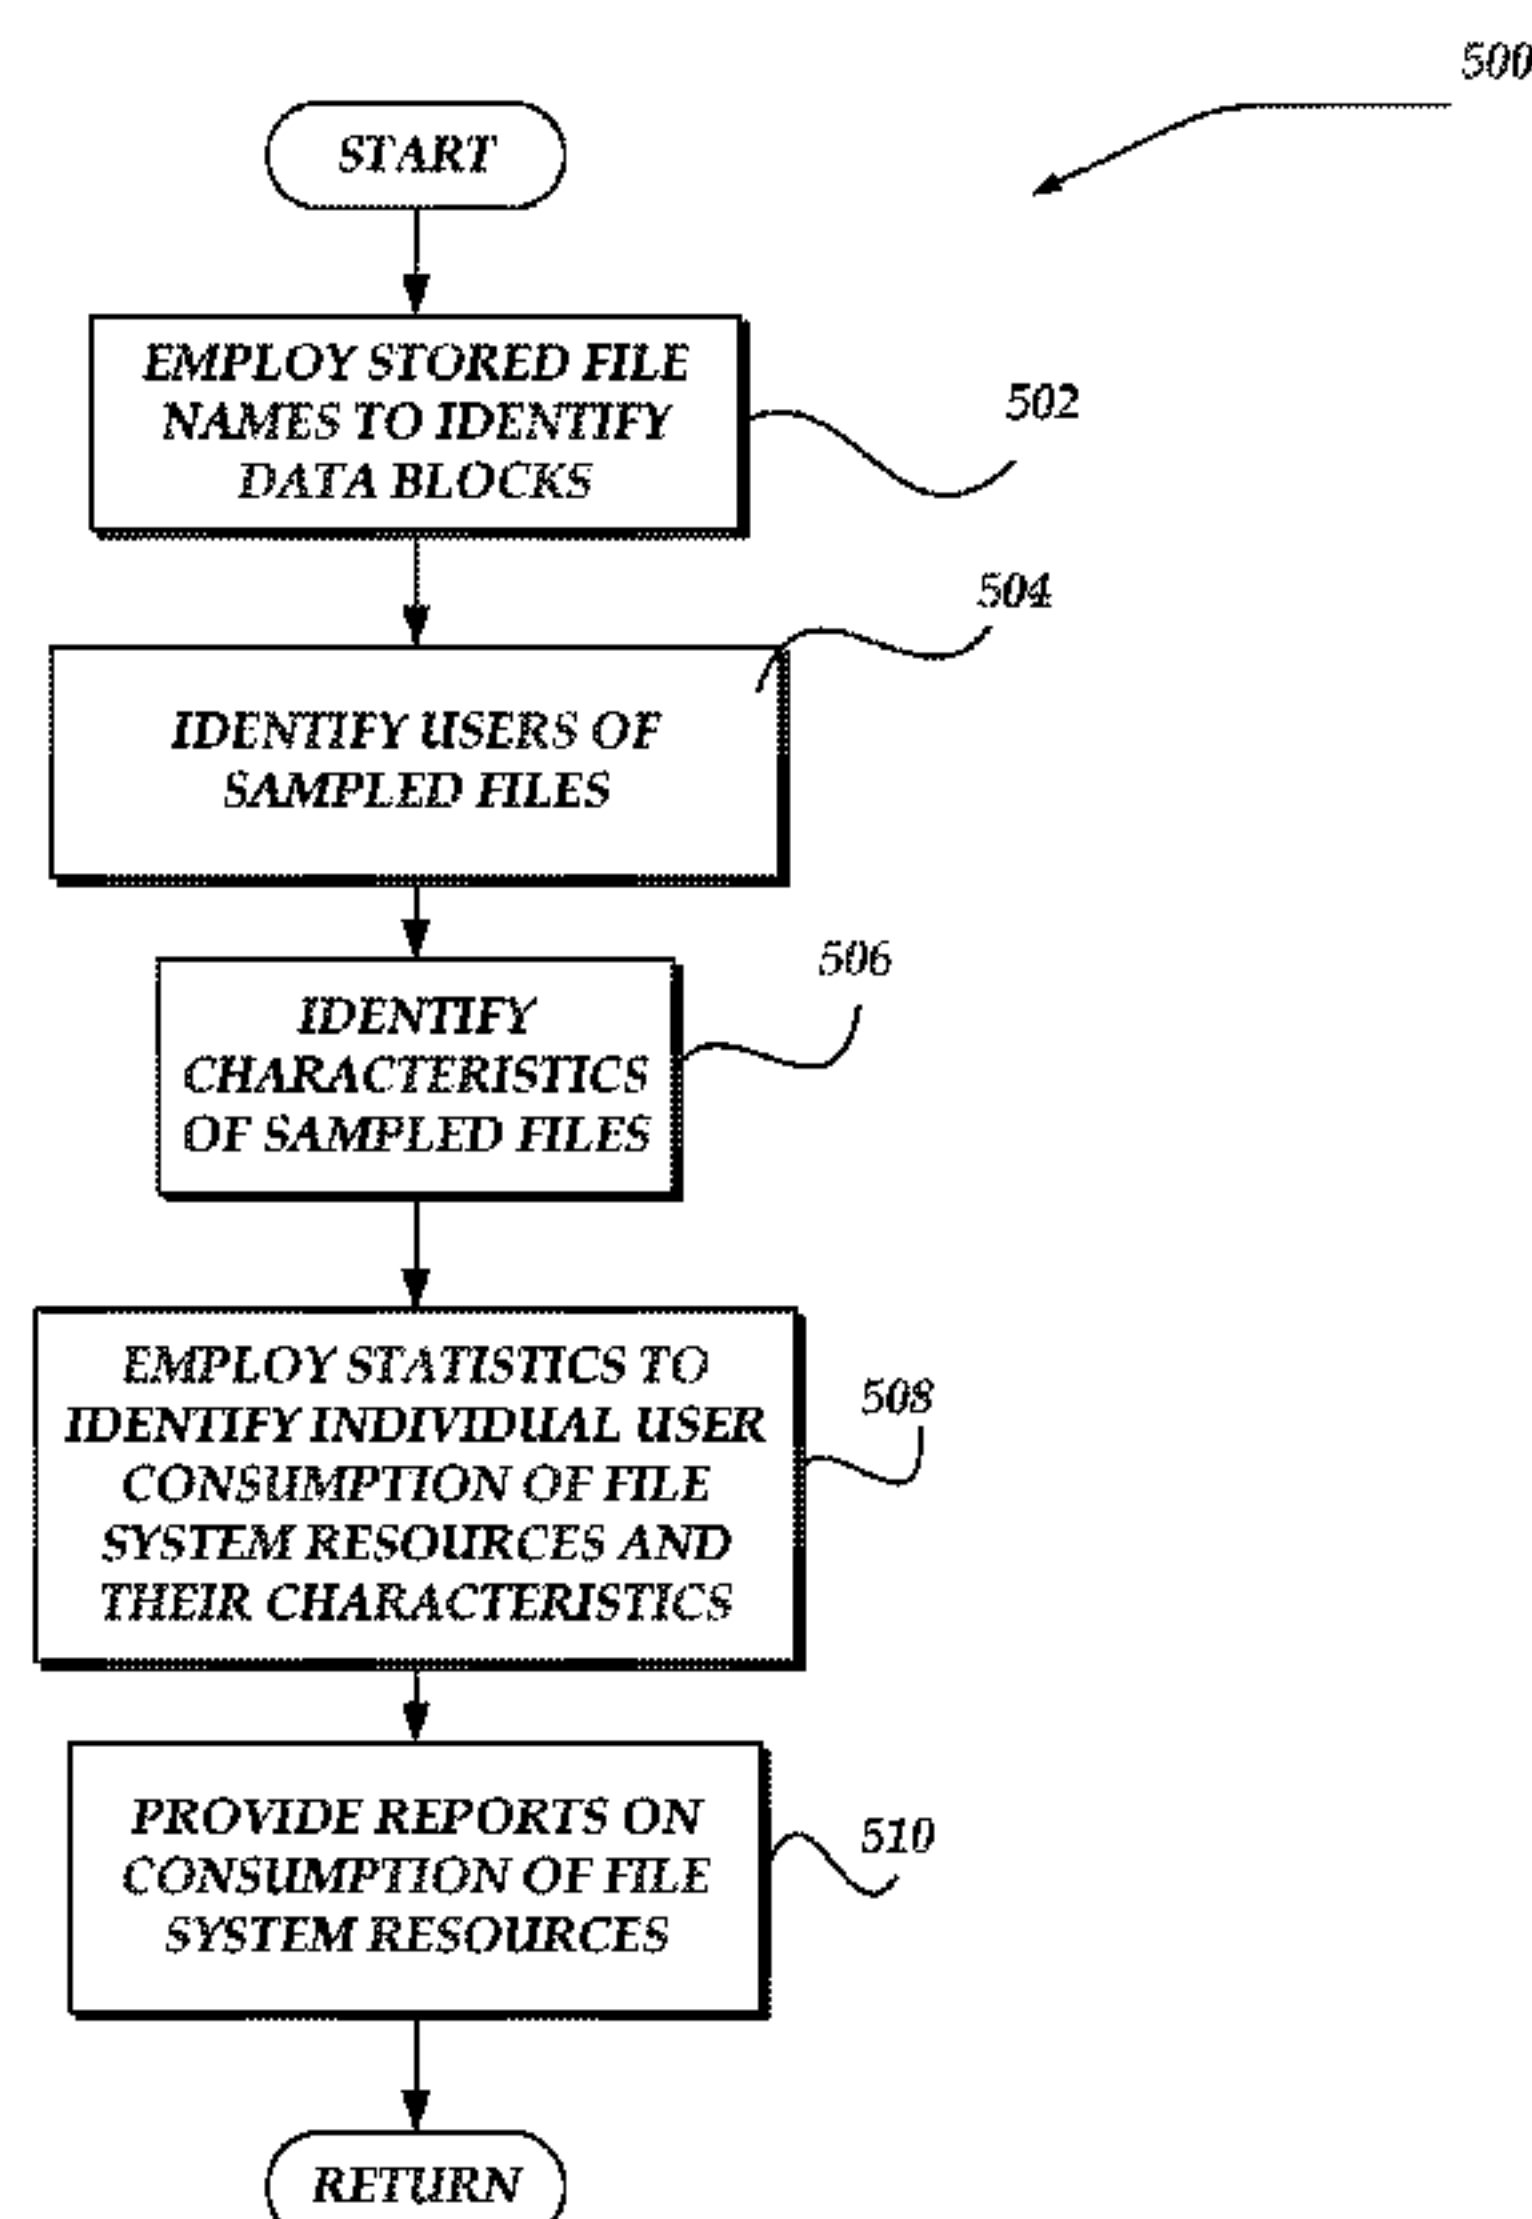 500
START
EMPLOY STORED FILE
NAMES TO IDENTIFY
DATA BLOCKS
502
504
IDENTIFY USERS OF
SAMPLED FILES
506
IDENTIFY
CHARACTERISTICS
OF SAMPLED FILES
EMPLOY STATISTICS TO
IDENTIFY INDIVIDUAL USER
CONSUMPTION OF FILE
SYSTEM RESOURCES AND
THEIR CHARACTERISTICS
508
PROVIDE REPORTS ON
CONSUMPTION OF FILE
SYSTEM RESOURCES
510
RETURN